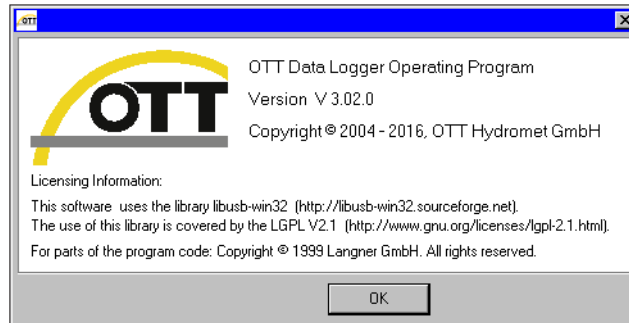 OTT
OTT Data Logger Operating Program
Version V 3.02.0
Copyright © 2004 - 2016, OTT Hydromet GmbH
OTT
Licensing Information:
This software uses the library libusb-win32 (http://libusb-win32.sourceforge.net).
The use of this library is covered by the LGPL V2.1 (http://www.gnu.org/licenses/lgpl-2.1.html).
For parts of the program code: Copyright © 1999 Langner GmbH. All rights reserved.
OK